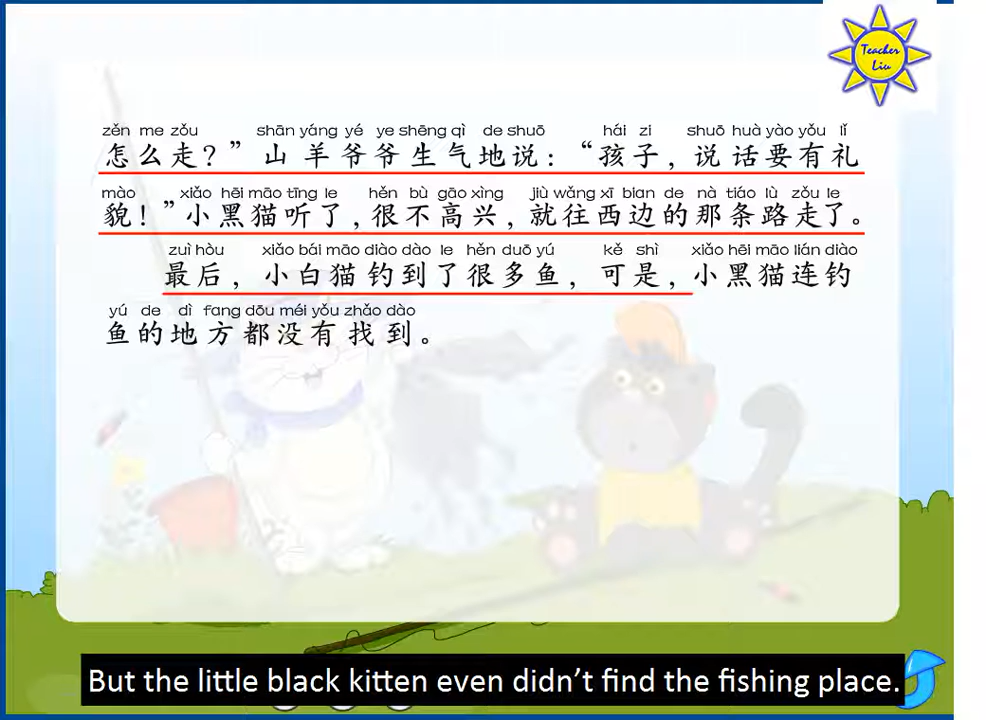 Teacher
Liu
zěn me zǒu shān yáng yé ye shēng qì de shuō hái zi shuō huà yào yǒu lǐ
怎么走？”山羊爷爷生气地说：“孩子，说话要有礼
mào xiǎo hēi māo tīng le hěn bù gāo xìng jiù wǎng xī bian de nà tiáo lù zǒu le
貌！”小黑猫听了，很不高兴，就往西边的那条路走了。
zuì hòu xiǎo bái māo diào dào le hěn duō yú kě shì xiǎo hēi māo lián diào
最后，小白猫钓到了很多鱼，可是，小黑猫连钓
yú de dì fang dōu méi yǒu zhǎo dào
鱼的地方都没有找到。
But the little black kitten even didn’t find the fishing place.